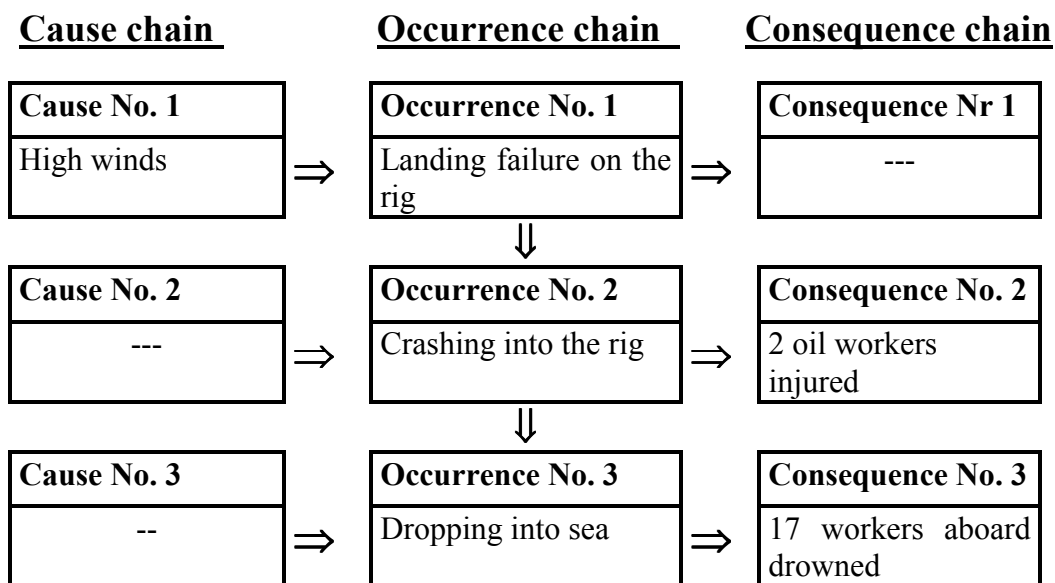 Cause chain Occurrence chain Consequence chain
Cause No. 1 Occurrence No. 1 Consequence Nr 1
High winds ⇒ Landing failure on the ⇒ ---
rig
⇓
Cause No. 2 Occurrence No. 2 Consequence No. 2
--- ⇒ Crashing into the rig ⇒ 2 oil workers
injured
⇓
Cause No. 3 Occurrence No. 3 Consequence No. 3
-- ⇒ Dropping into sea ⇒ 17 workers aboard
drowned